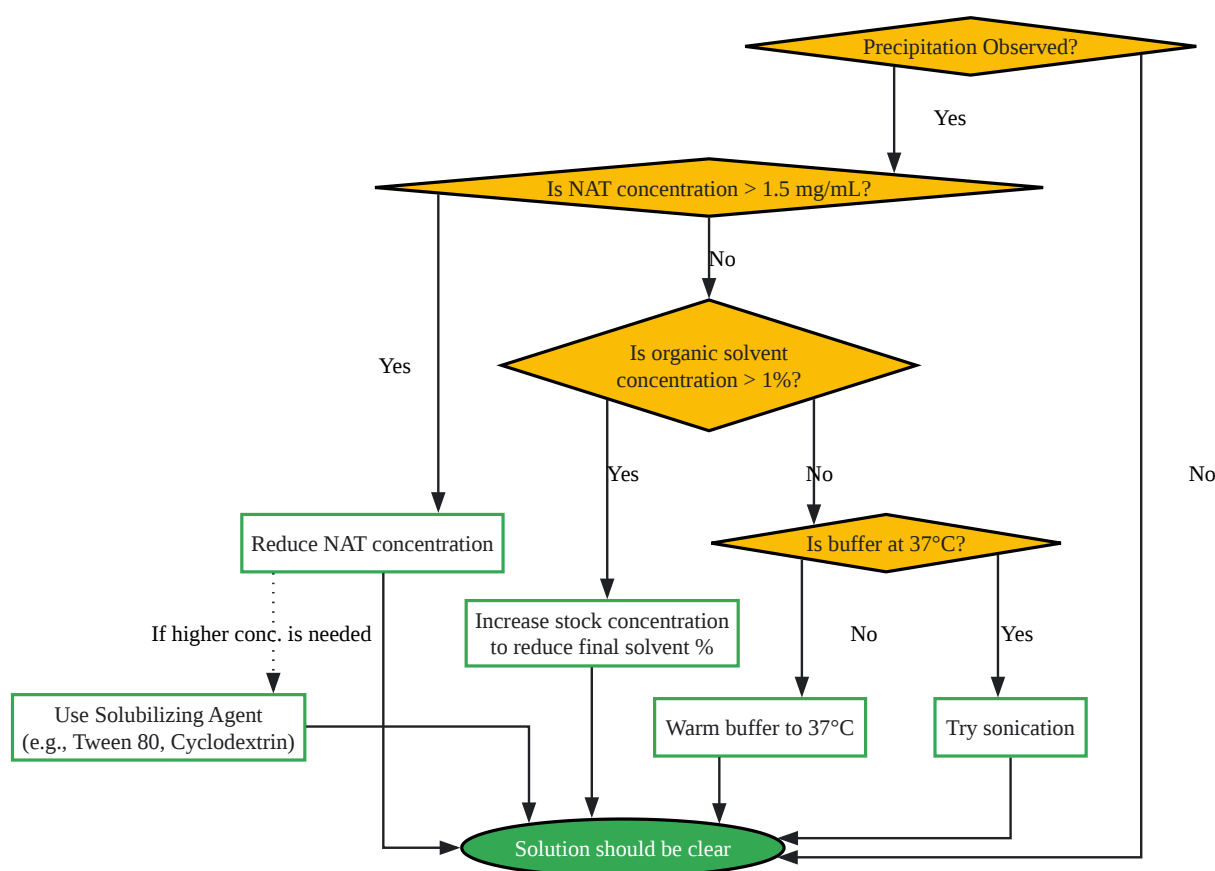 Precipitation Observed?
Yes
Is NAT concentration > 1.5 mg/mL?
No
Is organic solvent
concentration > 1%?
Yes
Yes
No
No
Reduce NAT concentration
Is buffer at 37°C?
If higher conc. is needed
Increase stock concentration
to reduce final solvent %
No
Yes
Use Solubilizing Agent
(e.g., Tween 80, Cyclodextrin)
Warm buffer to 37°C
Try sonication
Solution should be clear